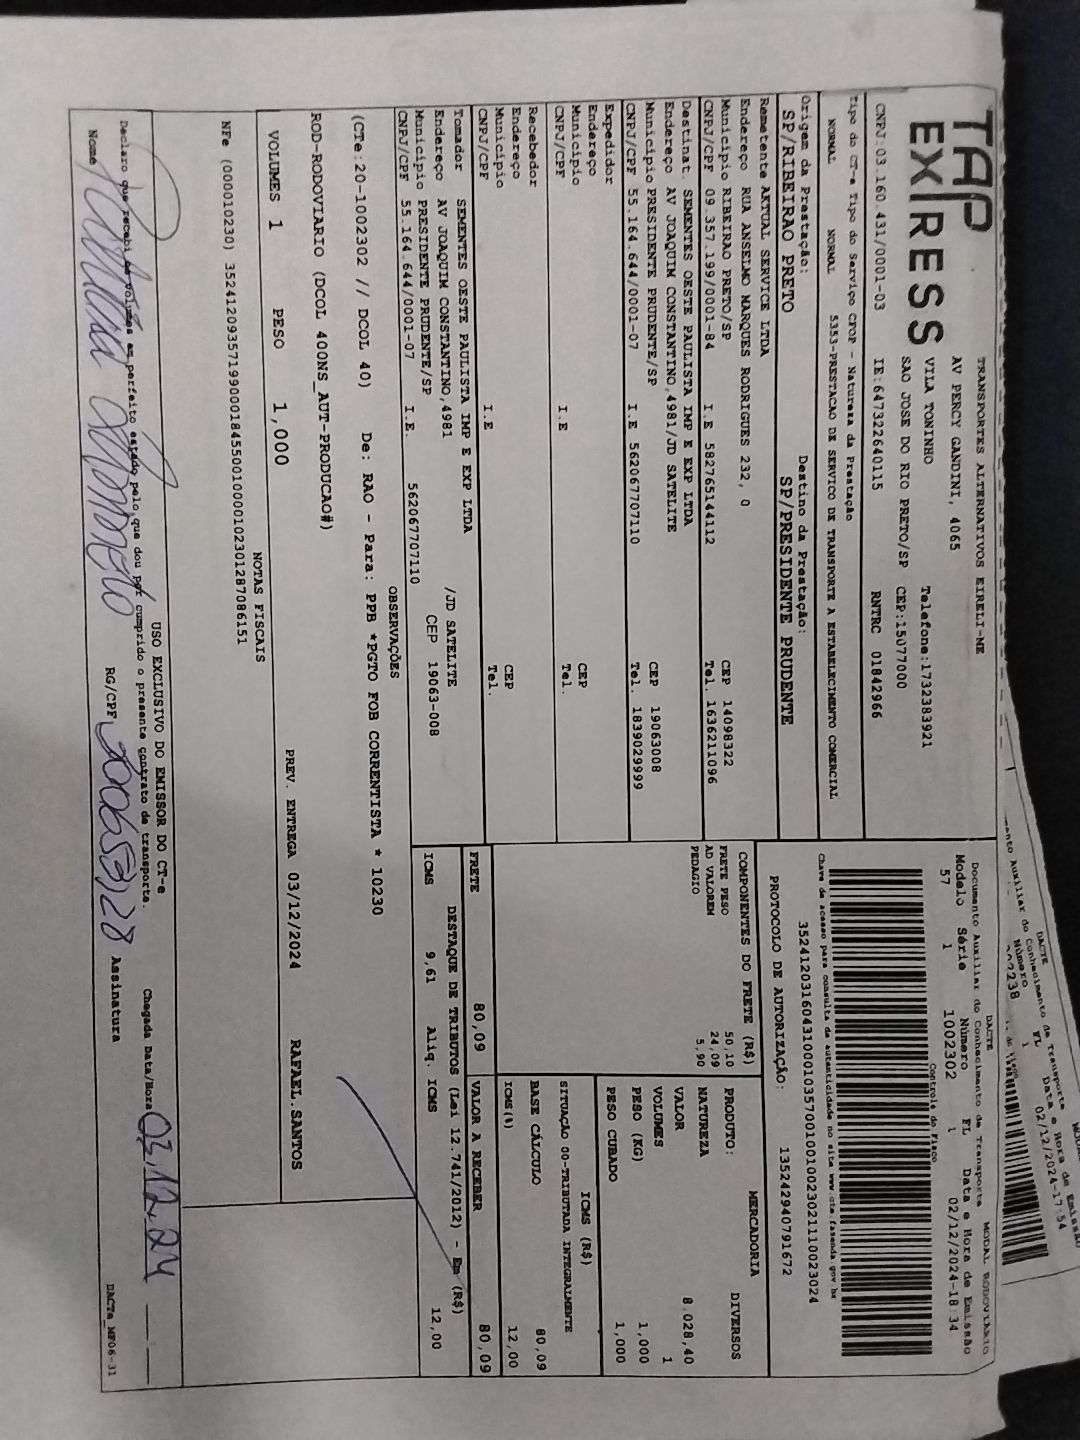 TAP
EXPRESS
TRANSPORTES ALTERNATIVOS EIRELI-ME
AV PERCY GANDINI, 4065
VILA TONINHO Telefone:1732383921
SAO JOSE DO RIO PRETO/SP CEP:15077000
CNPJ:03.160.431/0001-03 IE:647322640115 RNTRC 01842966
Tipo do CT-e Tipo do Serviço CFOP - Natureza da Prestação
NORMAL NORMAL 5353-PRESTACAO DE SERVICO DE TRANSPORTE A ESTABELECIMENTO COMERCIAL
Origem da Prestação: Destino da Prestação:
SP/RIBEIRAO PRETO SP/PRESIDENTE PRUDENTE
Remetente AKTUAL SERVICE LTDA
Endereço RUA ANSELMO MARQUES RODRIGUES 232, 0
Município RIBEIRAO PRETO/SP CEP 14098322
CNPJ/CPF 09.357.199/0001-84 I.E 582765144112 Tel. 1636211096
Destinat. SEMENTES OESTE PAULISTA IMP E EXP LTDA
Endereço AV JOAQUIM CONSTANTINO,4981/JD SATELITE
Município PRESIDENTE PRUDENTE/SP CEP 19063008
CNPJ/CPF 55.164.644/0001-07 I.E 562067707110 Tel. 1839029999
Expedidor
Endereço
Município CEP
CNPJ/CPF I.E Tel.
Recebedor
Endereço
Município CEP
CNPJ/CPF I.E Tel.
Tomador SEMENTES OESTE PAULISTA IMP E EXP LTDA
Endereço AV JOAQUIM CONSTANTINO,4981 /JD SATELITE
Município PRESIDENTE PRUDENTE/SP CEP 19063-008
CNPJ/CPF 55.164.644/0001-07 I.E. 562067707110
DACTE MODAL RODOVIARIO
Documento Auxiliar do Conhecimento de Transporte
Modelo Série Número FL Data e Hora de Emissão
57 1 1002302 1 02/12/2024-18:34
Controle do Fisco
Chave de acesso para consulta de autenticidade no site www.cte.fazenda.gov.br
35241203160431000103570010010023021110023024
PROTOCOLO DE AUTORIZAÇÃO: 135242940791672
COMPONENTES DO FRETE (R$)
FRETE PESO 50,10
AD VALOREM 24,09
PEDAGIO 5,90
MERCADORIA
PRODUTO: DIVERSOS
NATUREZA
VALOR 8.028,40
VOLUMES 1
PESO (KG) 1,000
PESO CUBADO 1,000
ICMS (R$)
SITUAÇÃO 00-TRIBUTADA INTEGRALMENTE
BASE CÁLCULO 80,09
ICMS(%) 12,00
FRETE 80,09 VALOR A RECEBER 80,09
DESTAQUE DE TRIBUTOS (Lei 12.741/2012) - Em (R$)
ICMS 9,61 Aliq. ICMS 12,00
OBSERVAÇÕES
(CTe:20-1002302 // DCOL 40) De: RAO - Para: PPB *PGTO FOB CORRENTISTA * 10230
ROD-RODOVIARIO (DCOL 400NS_AUT-PRODUCAO#)
VOLUMES 1 PESO 1,000 PREV. ENTREGA 03/12/2024 RAFAEL.SANTOS
NOTAS FISCAIS
NFe (000010230) 35241209357199000184550010000102301287086151
USO EXCLUSIVO DO EMISSOR DO CT-e
Declaro que recebi os volumes em perfeito estado pelo que dou por cumprido o presente contrato de transporte. Chegada Data/Hora 03.12.24
Nome RG/CPF Assinatura
DACTe_MF06-31
DACTE
Documento Auxiliar do Conhecimento de Transporte
Número FL Data e Hora de Emissão
1 02/12/2024-17:54